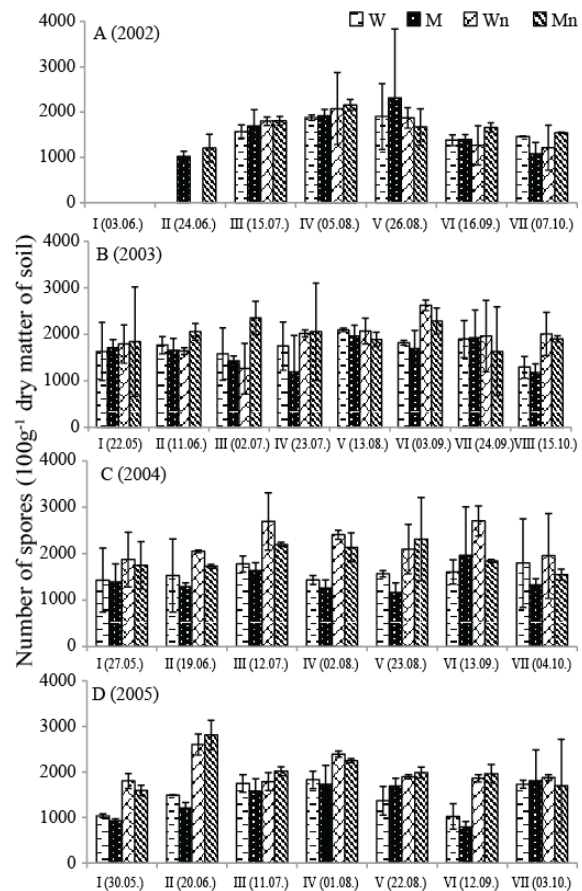 W M Wn Mn
A (2002)
4000
3000
2000
1000
0
I (03.06.) II (24.06.) III (15.07.) IV (05.08.) V (26.08.) VI (16.09.) VII (07.10.)
B (2003)
4000
3000
2000
1000
0
I (22.05) II (11.06.) III (02.07.) IV (23.07.) V (13.08.) VI (03.09.) VII (24.09.) VIII (15.10.)
Number of spores (100g⁻¹ dry matter of soil)
C (2004)
4000
3000
2000
1000
0
I (27.05.) II (19.06.) III (12.07.) IV (02.08.) V (23.08.) VI (13.09.) VII (04.10.)
D (2005)
4000
3000
2000
1000
0
I (30.05.) II (20.06.) III (11.07.) IV (01.08.) V (22.08.) VI (12.09.) VII (03.10.)